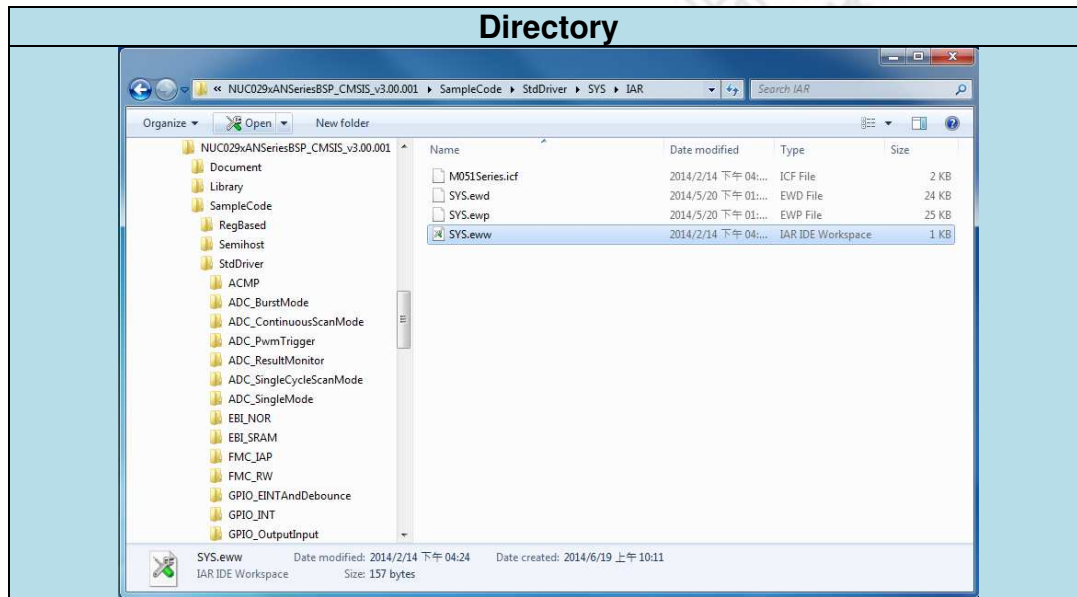 Directory
« NUC029xANSeriesBSP_CMSIS_v3.00.001 ▸ SampleCode ▸ StdDriver ▸ SYS ▸ IAR
Search IAR
Organize Open New folder
Name Date modified Type Size
NUC029xANSeriesBSP_CMSIS_v3.00.001
Document
Library
SampleCode
RegBased
Semihost
StdDriver
ACMP
ADC_BurstMode
ADC_ContinuousScanMode
ADC_PwmTrigger
ADC_ResultMonitor
ADC_SingleCycleScanMode
ADC_SingleMode
EBI_NOR
EBI_SRAM
FMC_IAP
FMC_RW
GPIO_EINTAndDebounce
GPIO_INT
GPIO_OutputInput
M051Series.icf 2014/2/14 下午 04:... ICF File 2 KB
SYS.ewd 2014/5/20 下午 01:... EWD File 24 KB
SYS.ewp 2014/5/20 下午 01:... EWP File 25 KB
SYS.eww 2014/2/14 下午 04:... IAR IDE Workspace 1 KB
SYS.eww Date modified: 2014/2/14 下午 04:24 Date created: 2014/6/19 上午 10:11
IAR IDE Workspace Size: 157 bytes